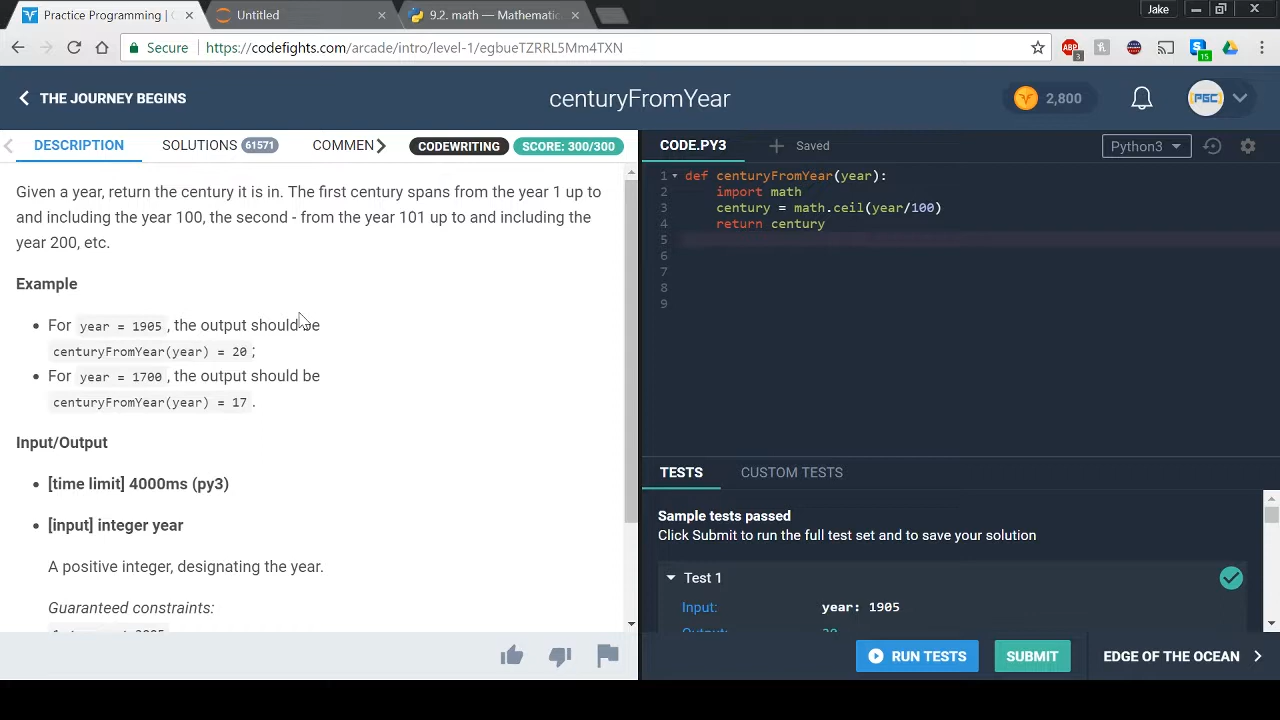 Practice Programming |
Untitled
9.2. math — Mathematic
Jake
Secure
https://codefights.com/arcade/intro/level-1/egbueTZRRL5Mm4TXN
ABP
3
15
THE JOURNEY BEGINS
centuryFromYear
2,800
PGC
DESCRIPTION
SOLUTIONS 61571
COMMEN
CODEWRITING
SCORE: 300/300
CODE.PY3
Saved
Python3
Given a year, return the century it is in. The first century spans from the year 1 up to
and including the year 100, the second - from the year 101 up to and including the
year 200, etc.
Example
• For year = 1905, the output should be
centuryFromYear(year) = 20;
• For year = 1700, the output should be
centuryFromYear(year) = 17.
Input/Output
• [time limit] 4000ms (py3)
• [input] integer year
A positive integer, designating the year.
Guaranteed constraints:
1 def centuryFromYear(year):
2 import math
3 century = math.ceil(year/100)
4 return century
5
6
7
8
9
TESTS
CUSTOM TESTS
Sample tests passed
Click Submit to run the full test set and to save your solution
Test 1
Input: year: 1905
Output: 20
RUN TESTS
SUBMIT
EDGE OF THE OCEAN